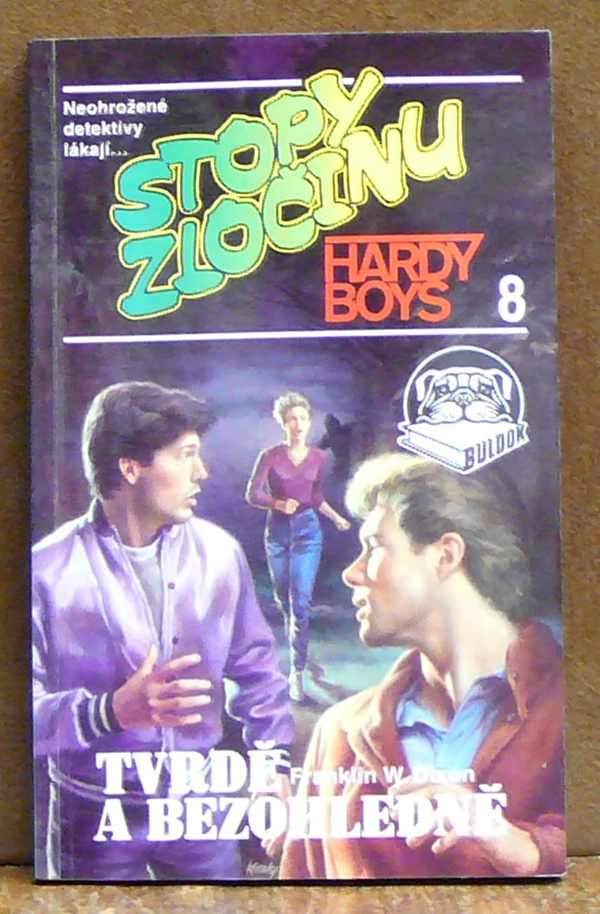 Neohrožené
detektivy
lákají...
STOPY
ZLOČINU
HARDY
BOYS
8
BULDOK
TVRDĚ
Franklin W. Dixon
A BEZOHLEDNĚ